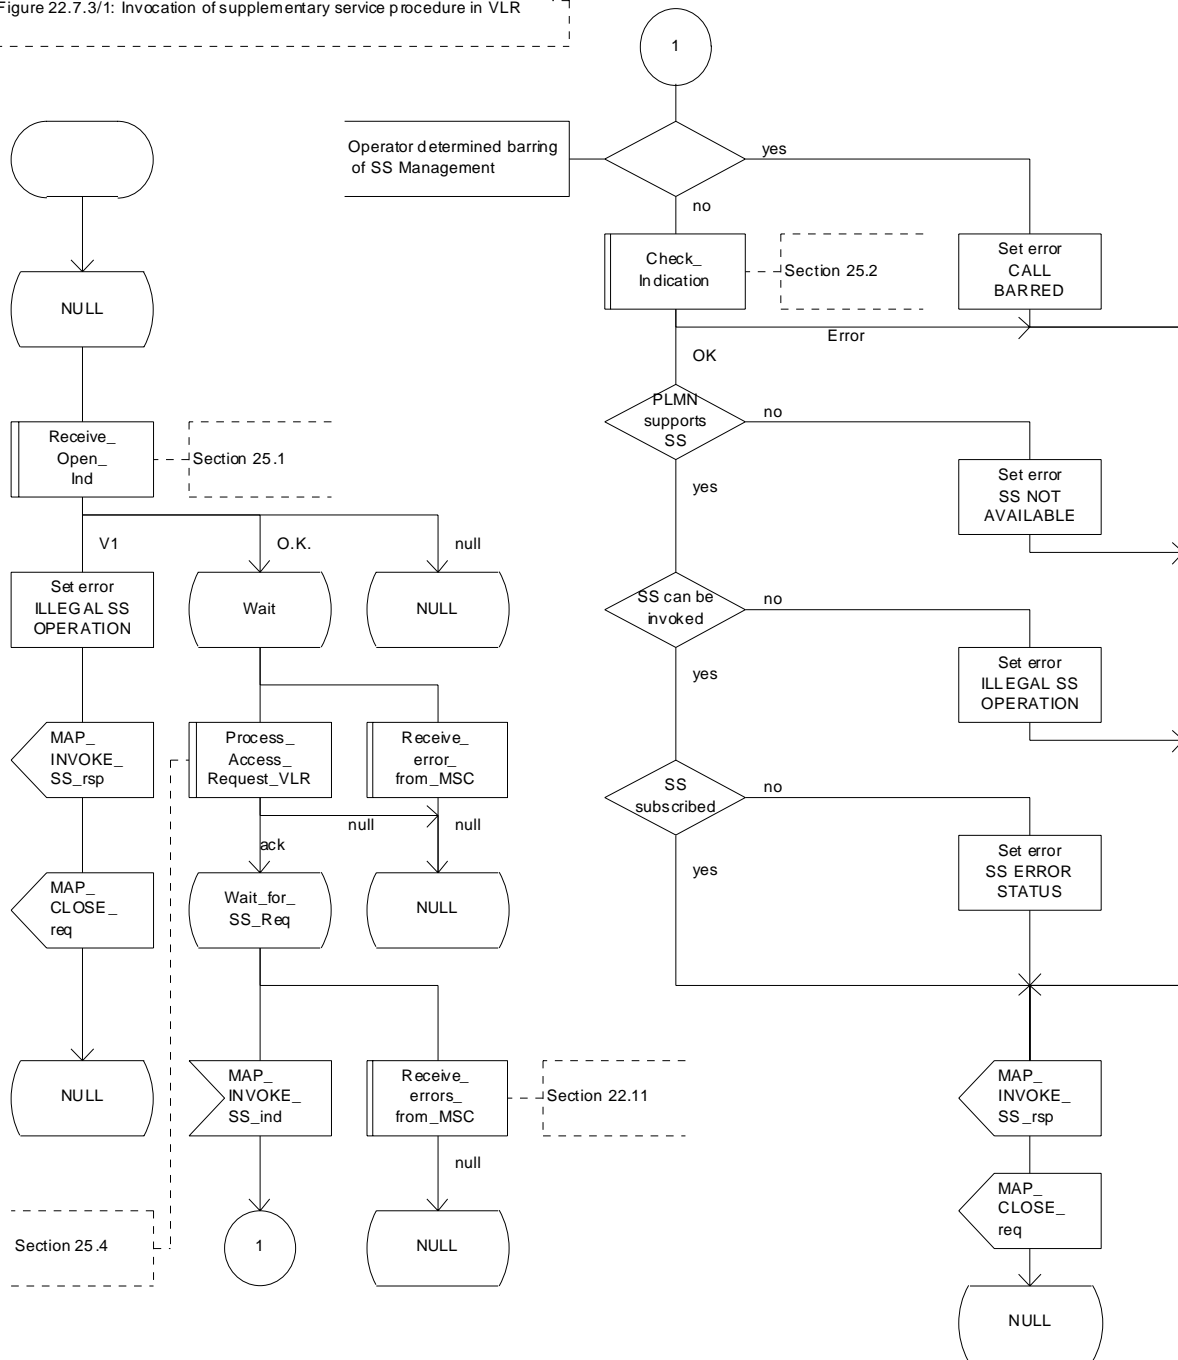 Figure 22.7.3/1: Invocation of supplementary service procedure in VLR
NULL
Receive_
Open_
Ind
Section 25.1
V1
O.K.
null
Set error
ILLEGAL SS
OPERATION
Wait
NULL
MAP_
INVOKE_
SS_rsp
Process_
Access_
Request_VLR
Receive_
error_
from_MSC
null
null
ack
MAP_
CLOSE_
req
Wait_for_
SS_Req
NULL
NULL
MAP_
INVOKE_
SS_ind
Receive_
errors_
from_MSC
Section 22.11
null
Section 25.4
1
NULL
1
Operator determined barring
of SS Management
yes
no
Check_
Indication
Section 25.2
Set error
CALL
BARRED
Error
OK
PLMN
supports
SS
no
yes
Set error
SS NOT
AVAILABLE
SS can be
invoked
no
yes
Set error
ILLEGAL SS
OPERATION
SS
subscribed
no
yes
Set error
SS ERROR
STATUS
MAP_
INVOKE_
SS_rsp
MAP_
CLOSE_
req
NULL